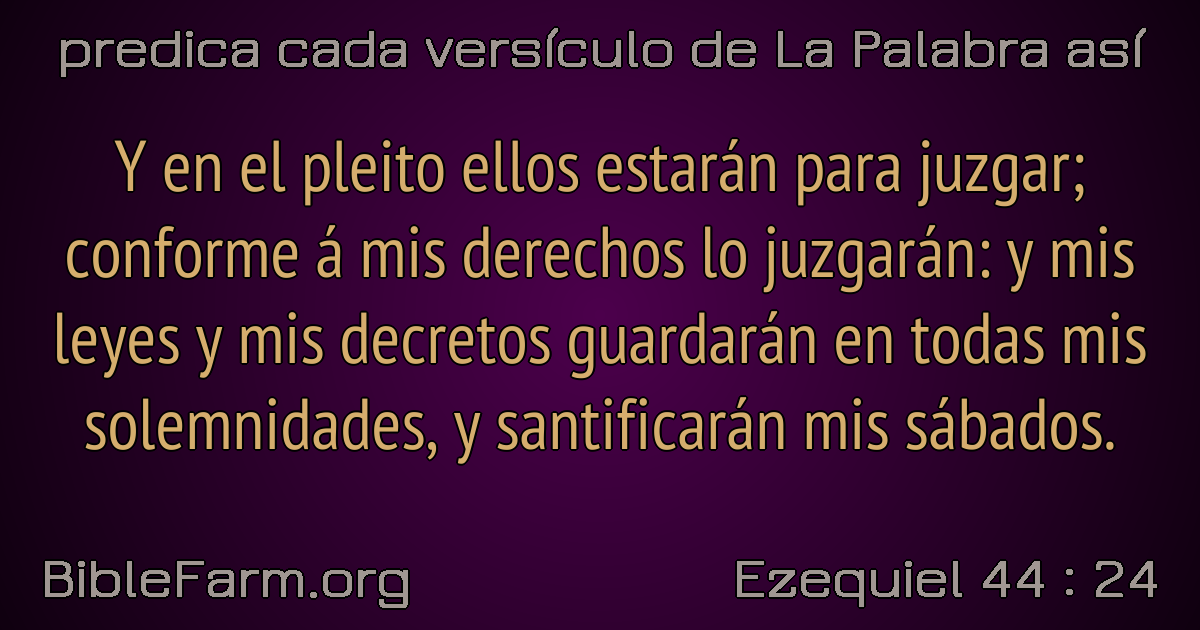 predica cada versículo de La Palabra así
Y en el pleito ellos estarán para juzgar;
conforme á mis derechos lo juzgarán: y mis
leyes y mis decretos guardarán en todas mis
solemnidades, y santificarán mis sábados.
BibleFarm.org
Ezequiel 44 : 24